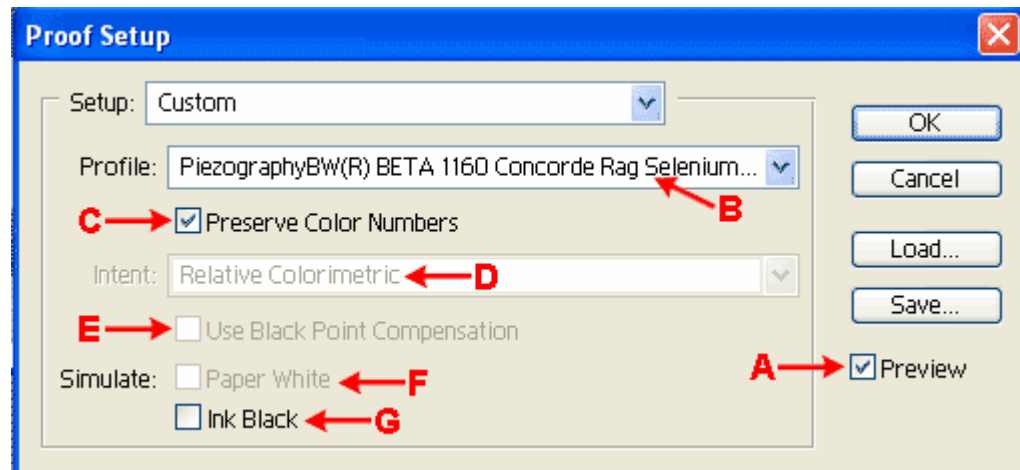 Proof Setup
Setup: Custom
OK
Profile: PiezographyBW(R) BETA 1160 Concorde Rag Selenium...
Cancel
B
C Preserve Color Numbers
Load...
Intent: Relative Colorimetric D
Save...
E Use Black Point Compensation
Simulate: Paper White F
A Preview
Ink Black G